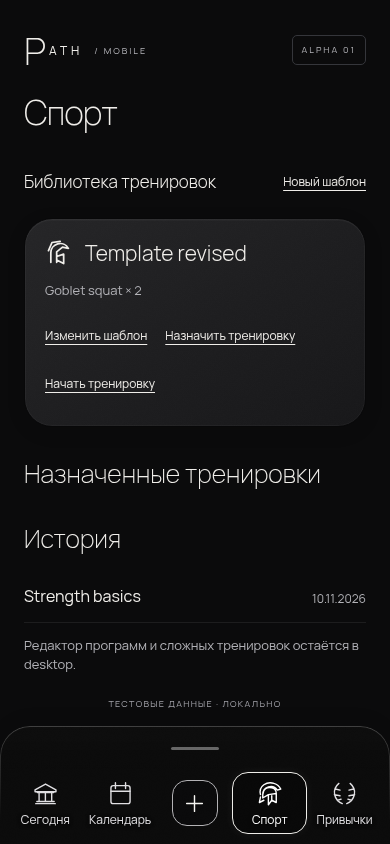 PATH / MOBILE
ALPHA 01
Спорт
Библиотека тренировок
Новый шаблон
Template revised
Goblet squat × 2
Изменить шаблон
Назначить тренировку
Начать тренировку
Назначенные тренировки
История
Strength basics
10.11.2026
Редактор программ и сложных тренировок остаётся в
desktop.
ТЕСТОВЫЕ ДАННЫЕ · ЛОКАЛЬНО
Сегодня
Календарь
Спорт
Привычки